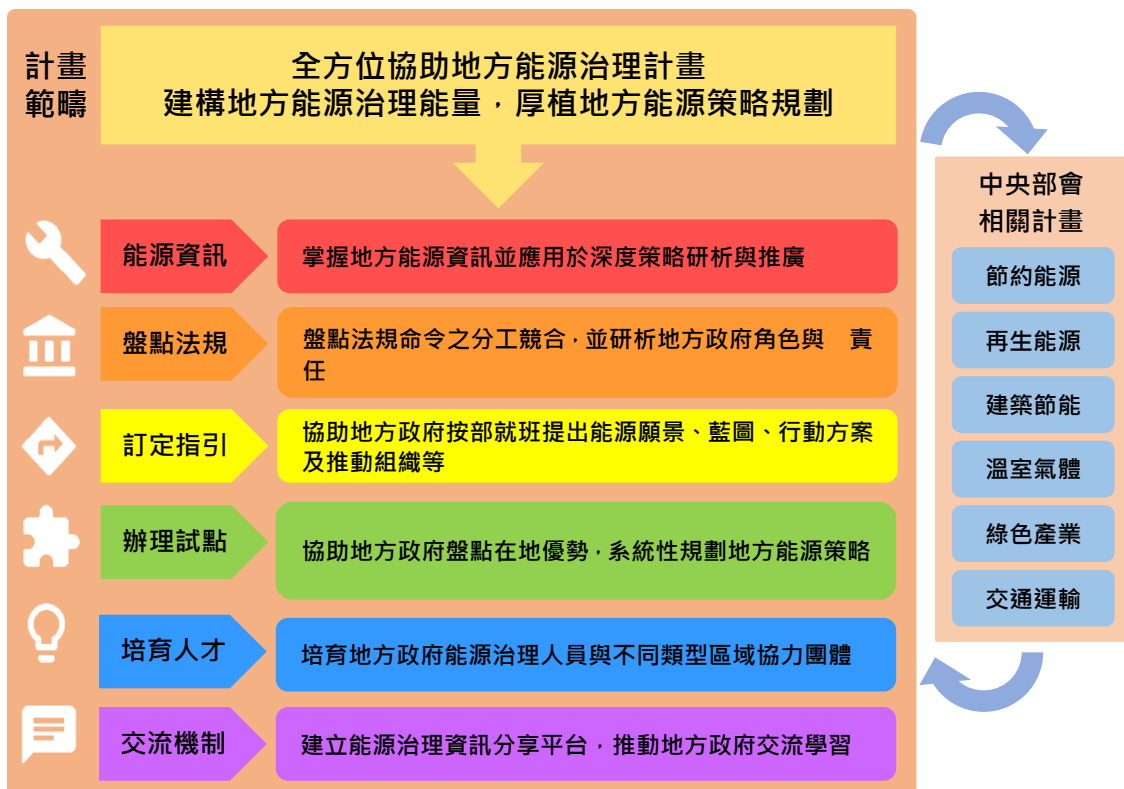 計畫
範疇
全方位協助地方能源治理計畫
建構地方能源治理能量，厚植地方能源策略規劃
能源資訊
掌握地方能源資訊並應用於深度策略研析與推廣
盤點法規
盤點法規命令之分工競合，並研析地方政府角色與　責
任
訂定指引
協助地方政府按部就班提出能源願景、藍圖、行動方案
及推動組織等
辦理試點
協助地方政府盤點在地優勢，系統性規劃地方能源策略
培育人才
培育地方政府能源治理人員與不同類型區域協力團體
交流機制
建立能源治理資訊分享平台，推動地方政府交流學習
中央部會
相關計畫
節約能源
再生能源
建築節能
溫室氣體
綠色產業
交通運輸